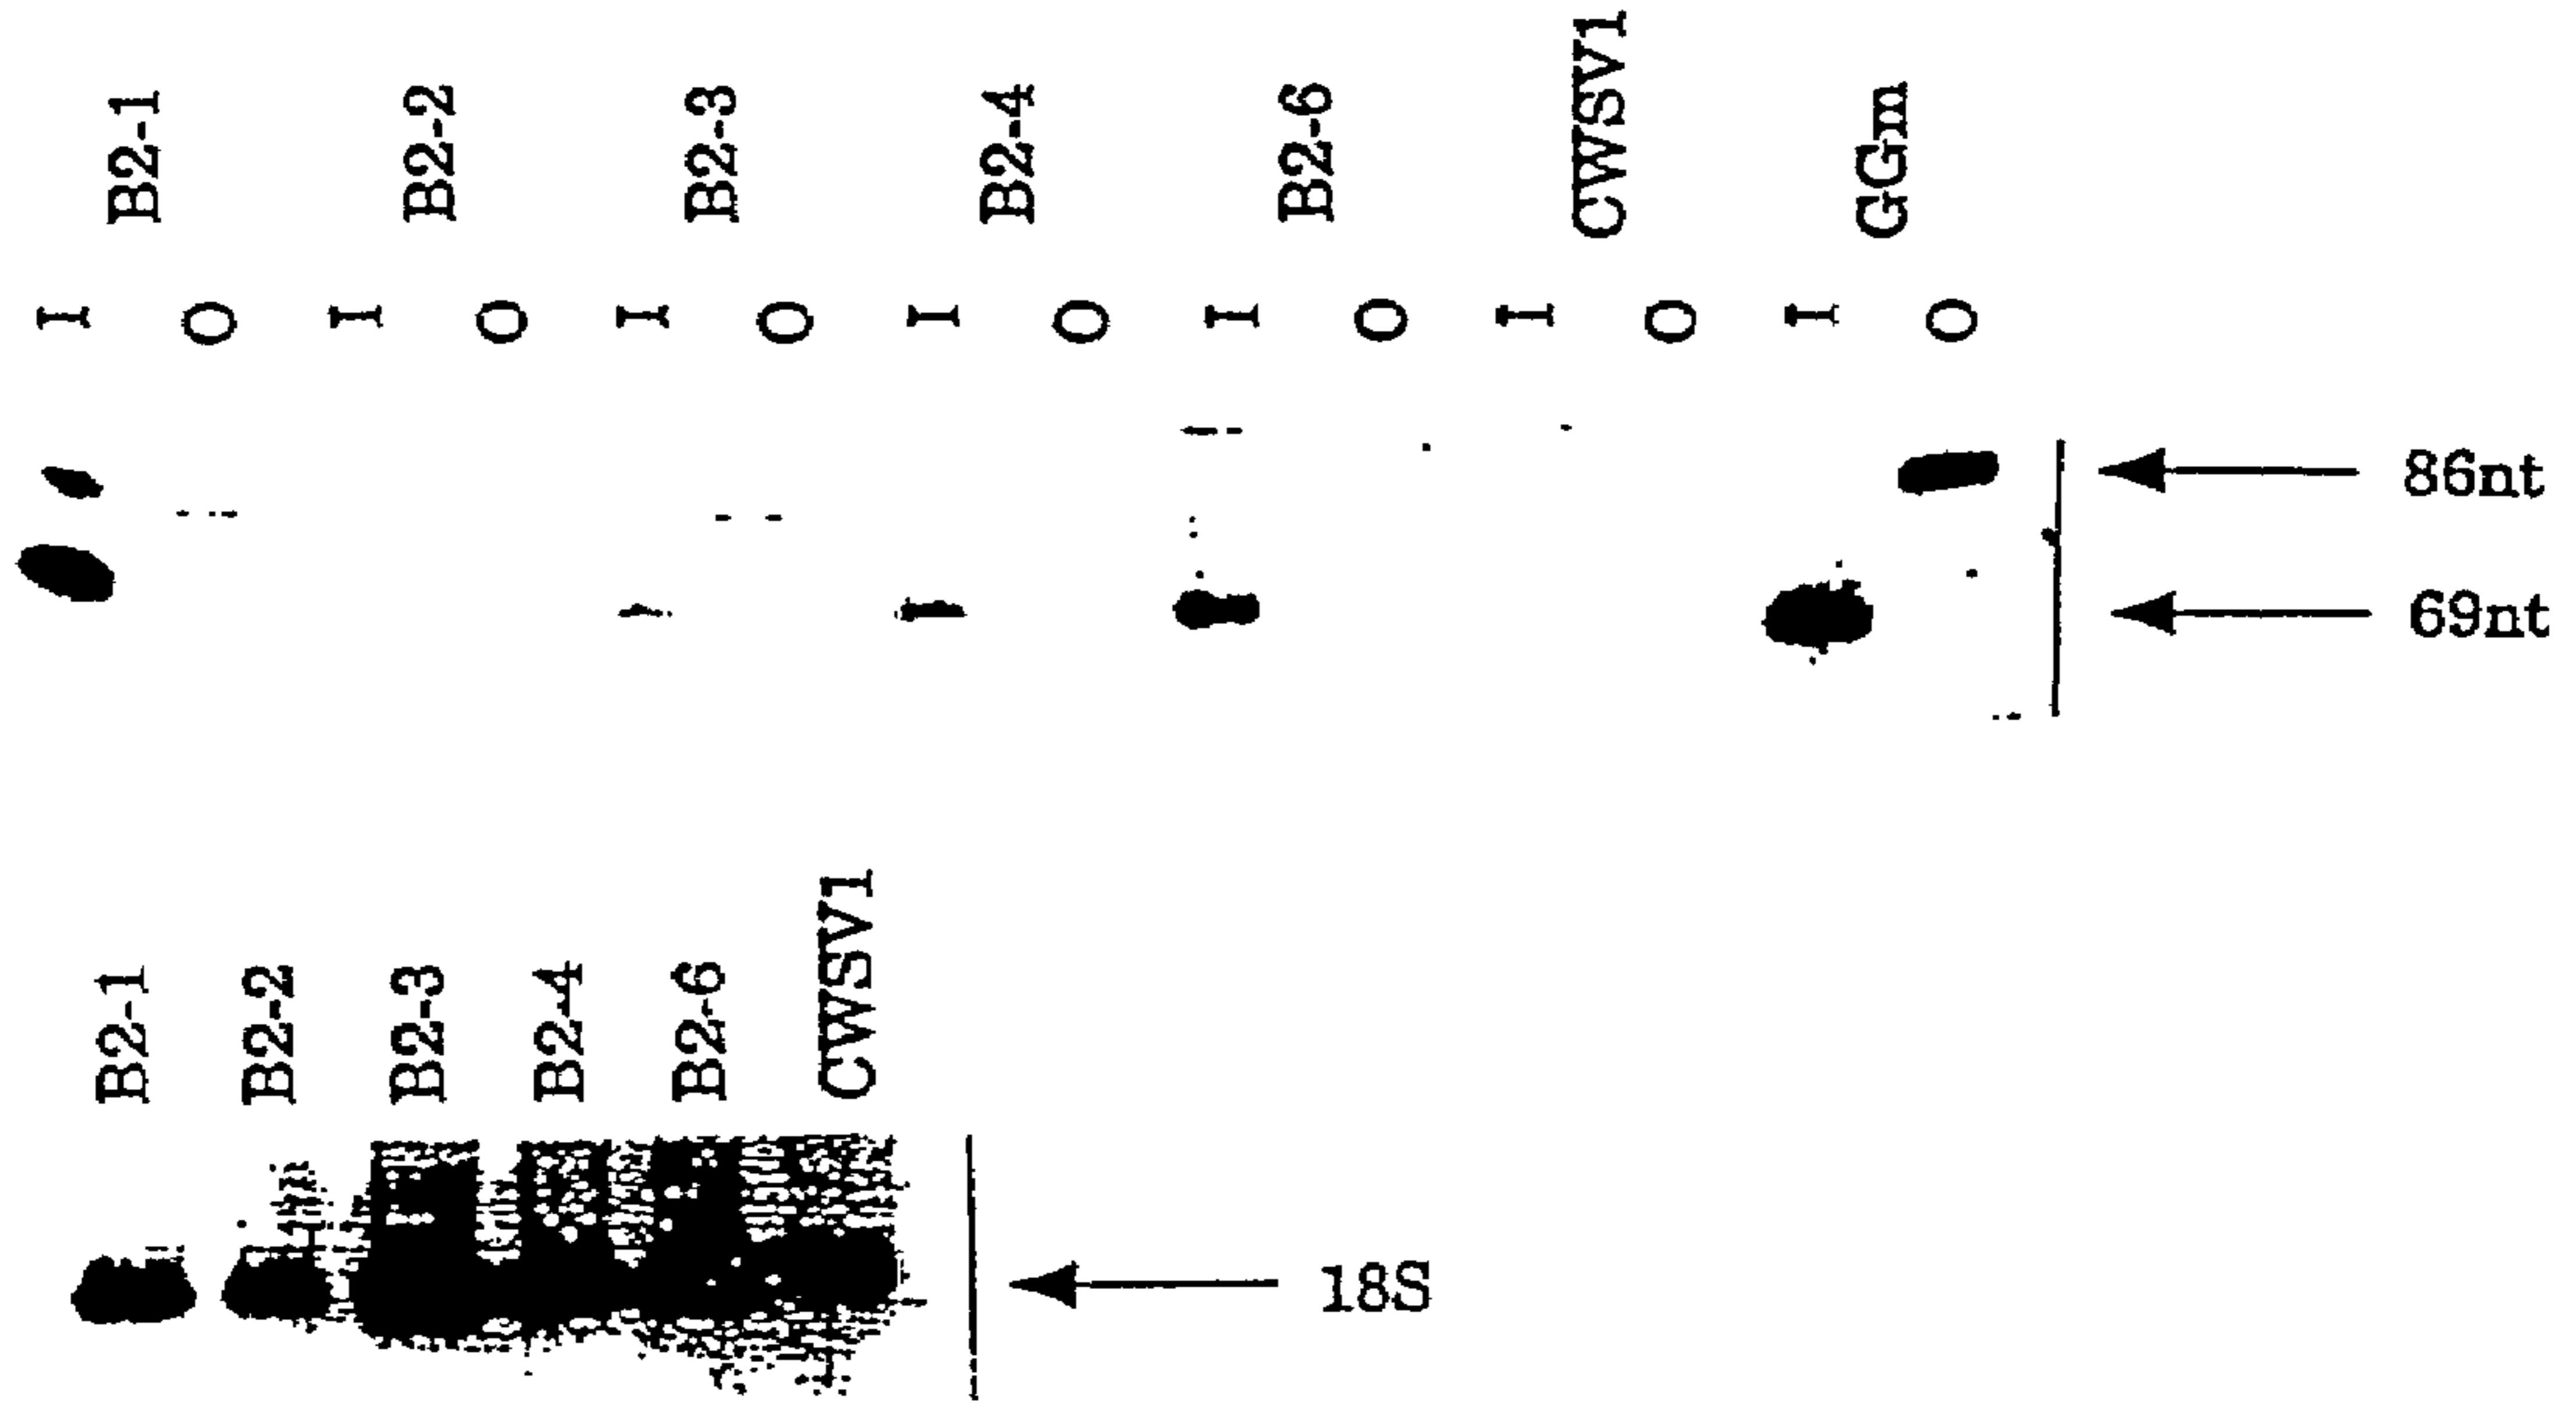 B2-1 B2-2 B2-3 B2-4 B2-6 CWSV1 GGm
I O I O I O I O I O I O I O
86nt
69nt
B2-1 B2-2 B2-3 B2-4 B2-6 CWSV1
18S